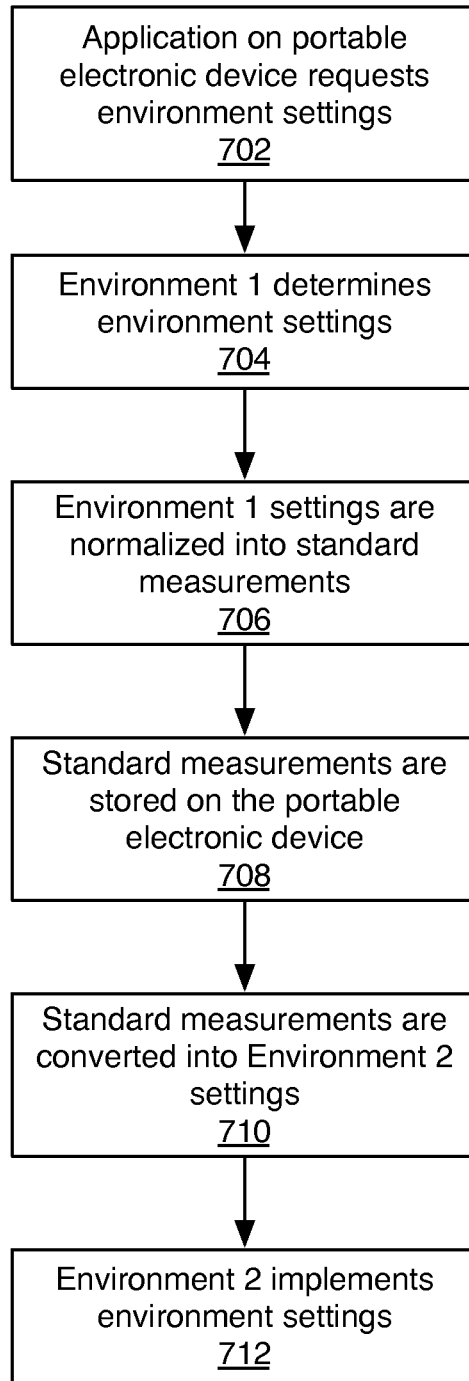 Application on portable
electronic device requests
environment settings
702
Environment 1 determines
environment settings
704
Environment 1 settings are
normalized into standard
measurements
706
Standard measurements are
stored on the portable
electronic device
708
Standard measurements are
converted into Environment 2
settings
710
Environment 2 implements
environment settings
712